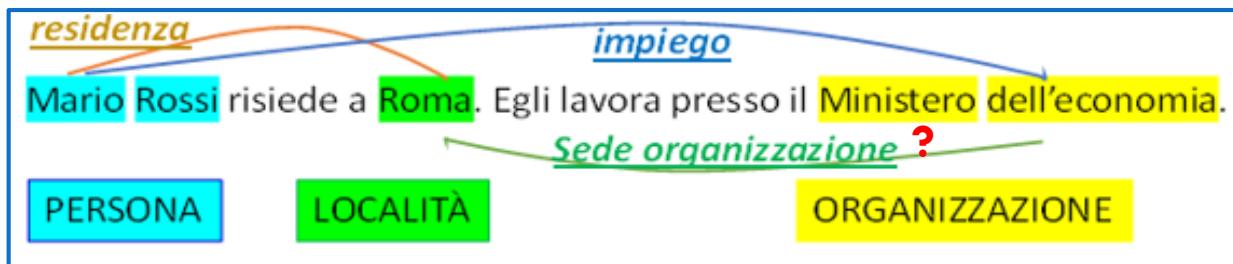 residenza
impiego
Mario Rossi risiede a Roma. Egli lavora presso il Ministero dell’economia.
Sede organizzazione ?
PERSONA LOCALITÀ ORGANIZZAZIONE